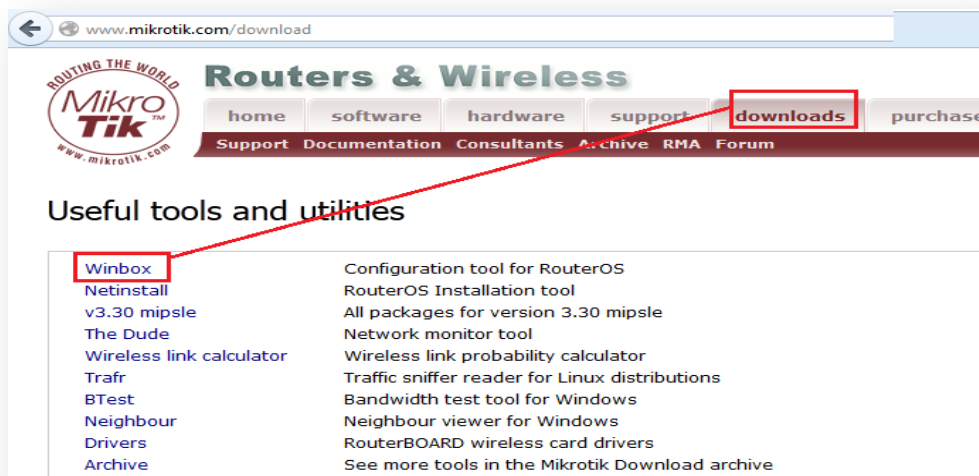 www.mikrotik.com/download
ROUTING THE WORLD
Mikro
Tik ™
www.mikrotik.com
Routers & Wireless
home software hardware support downloads purchase
Support Documentation Consultants Archive RMA Forum
Useful tools and utilities
Winbox Configuration tool for RouterOS
Netinstall RouterOS Installation tool
v3.30 mipsle All packages for version 3.30 mipsle
The Dude Network monitor tool
Wireless link calculator Wireless link probability calculator
Trafr Traffic sniffer reader for Linux distributions
BTest Bandwidth test tool for Windows
Neighbour Neighbour viewer for Windows
Drivers RouterBOARD wireless card drivers
Archive See more tools in the Mikrotik Download archive